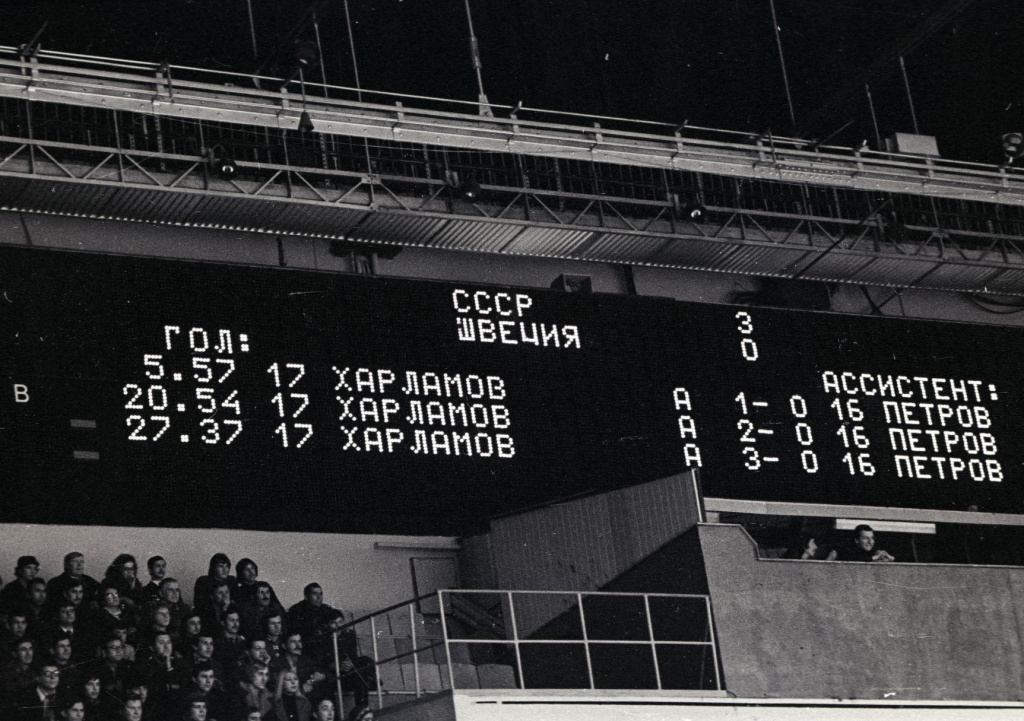 СССР 3
ШВЕЦИЯ 0
ГОЛ: АССИСТЕНТ:
5.57 17 ХАРЛАМОВ А 1- 0 16 ПЕТРОВ
20.54 17 ХАРЛАМОВ А 2- 0 16 ПЕТРОВ
27.37 17 ХАРЛАМОВ А 3- 0 16 ПЕТРОВ
В